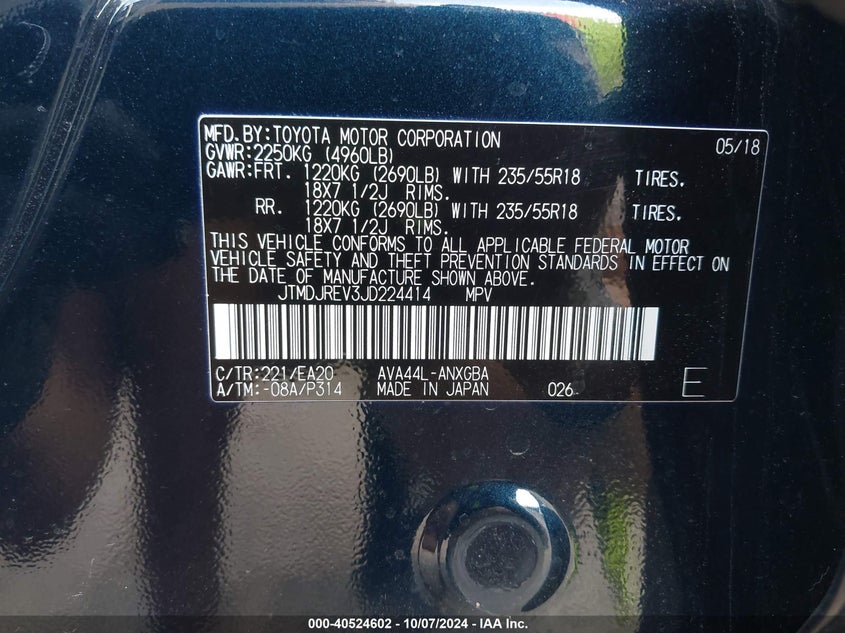 MFD.BY:TOYOTA MOTOR CORPORATION 05/18
GVWR:2250KG (4960LB)
GAWR:FRT. 1220KG (2690LB) WITH 235/55R18 TIRES.
18X7 1/2J RIMS.
RR. 1220KG (2690LB) WITH 235/55R18 TIRES.
18X7 1/2J RIMS.
THIS VEHICLE CONFORMS TO ALL APPLICABLE FEDERAL MOTOR
VEHICLE SAFETY AND THEFT PREVENTION STANDARDS IN EFFECT ON
THE DATE OF MANUFACTURE SHOWN ABOVE.
JTMDJREV3JD224414 MPV
C/TR:221/EA20 AVA44L-ANXGBA
A/TM:-08A/P314 MADE IN JAPAN 026 E
000-40524602 - 10/07/2024 - IAA Inc.